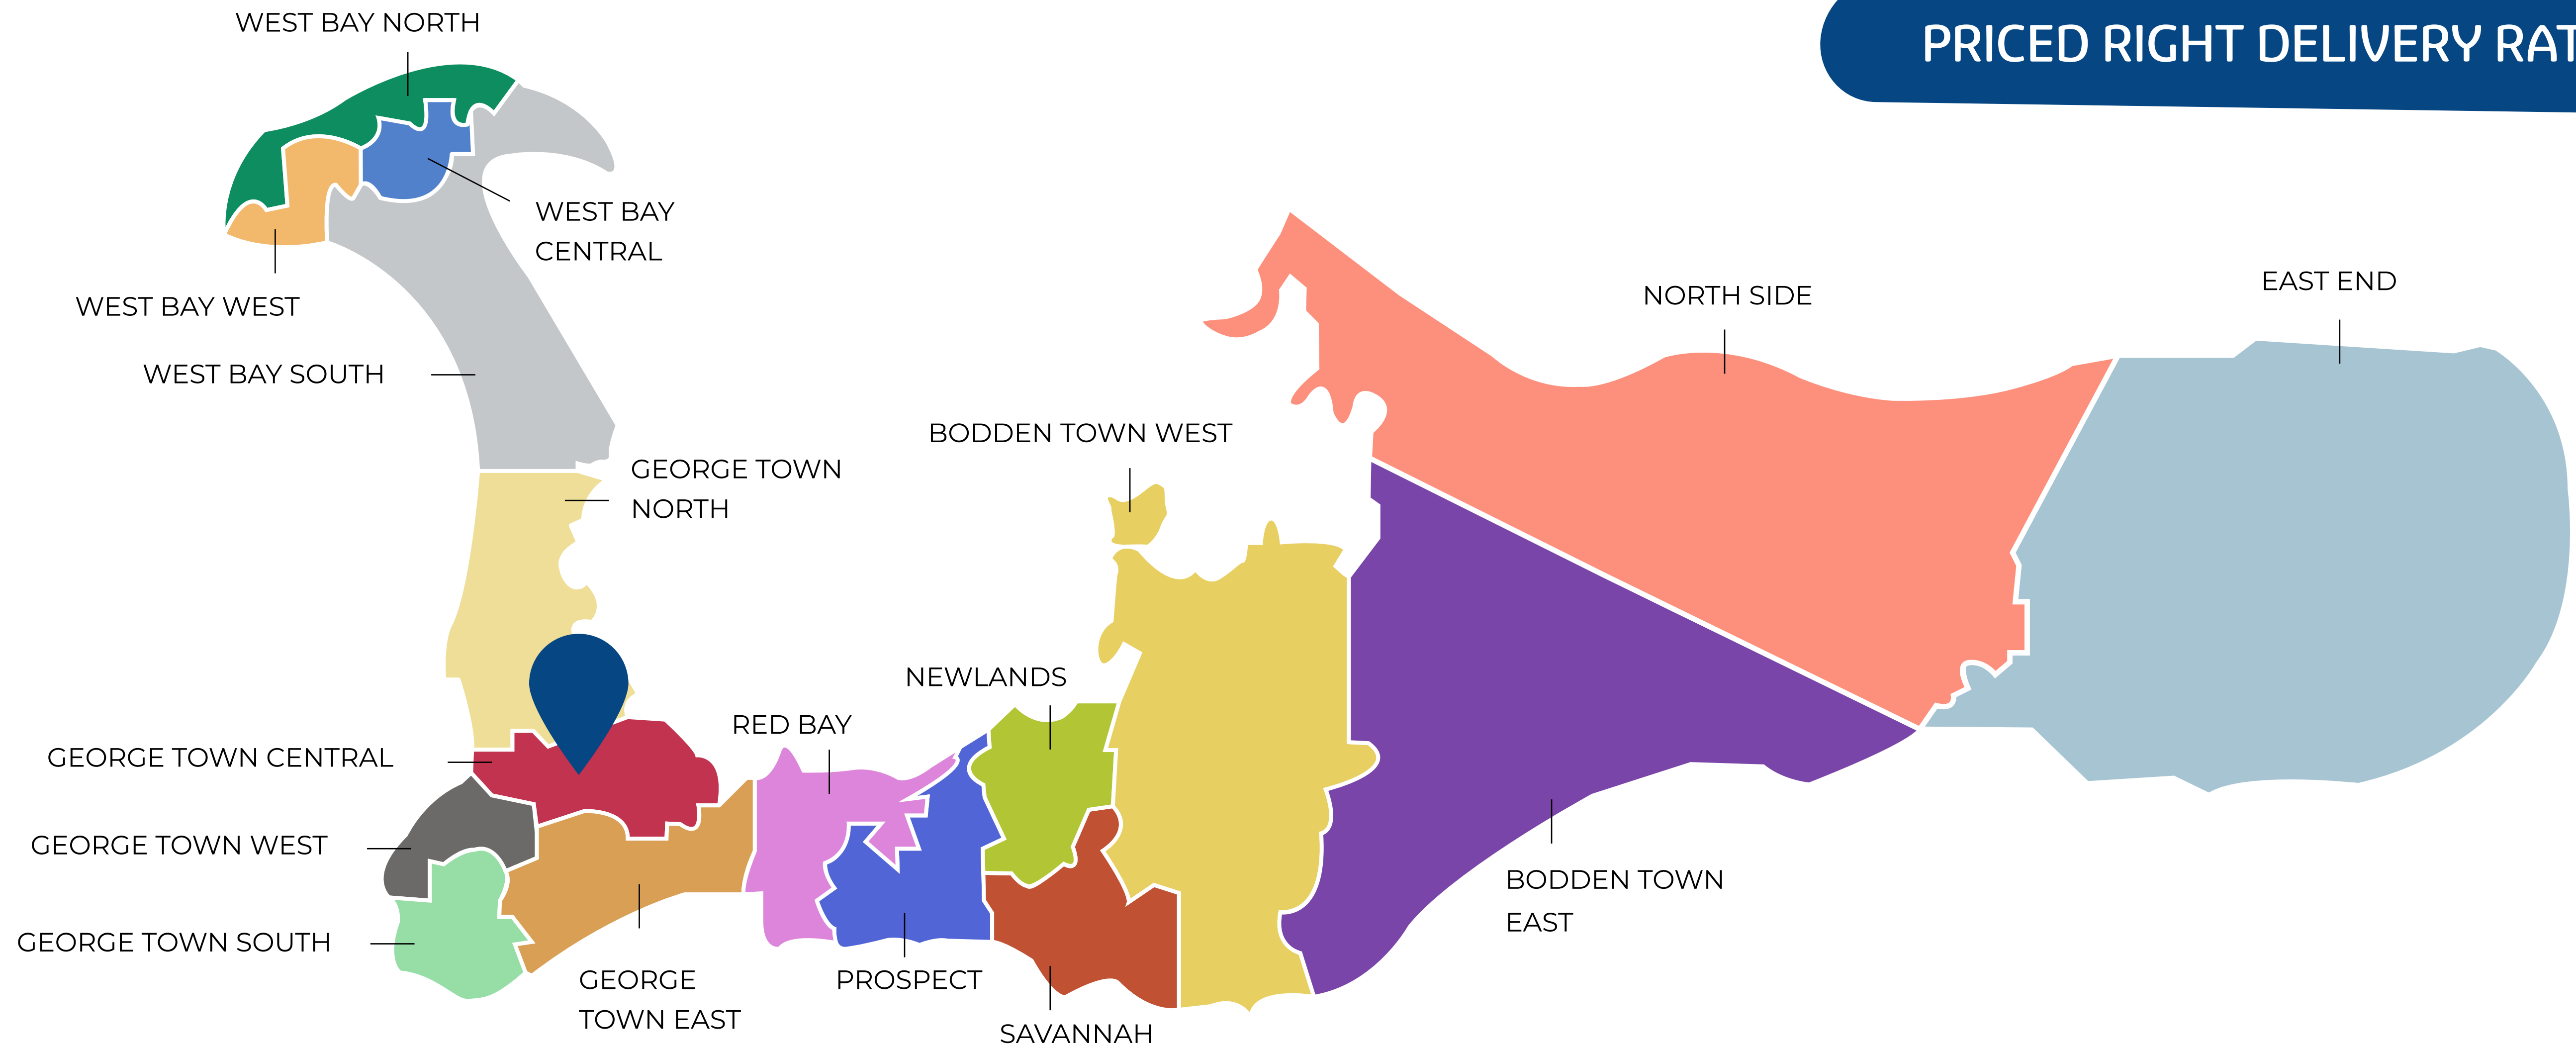 WEST BAY NORTH
PRICED RIGHT DELIVERY RAT
WEST BAY
CENTRAL
WEST BAY WEST
WEST BAY SOUTH
NORTH SIDE
EAST END
BODDEN TOWN WEST
GEORGE TOWN
NORTH
NEWLANDS
RED BAY
GEORGE TOWN CENTRAL
GEORGE TOWN WEST
GEORGE TOWN SOUTH
BODDEN TOWN
EAST
GEORGE
TOWN EAST
PROSPECT
SAVANNAH